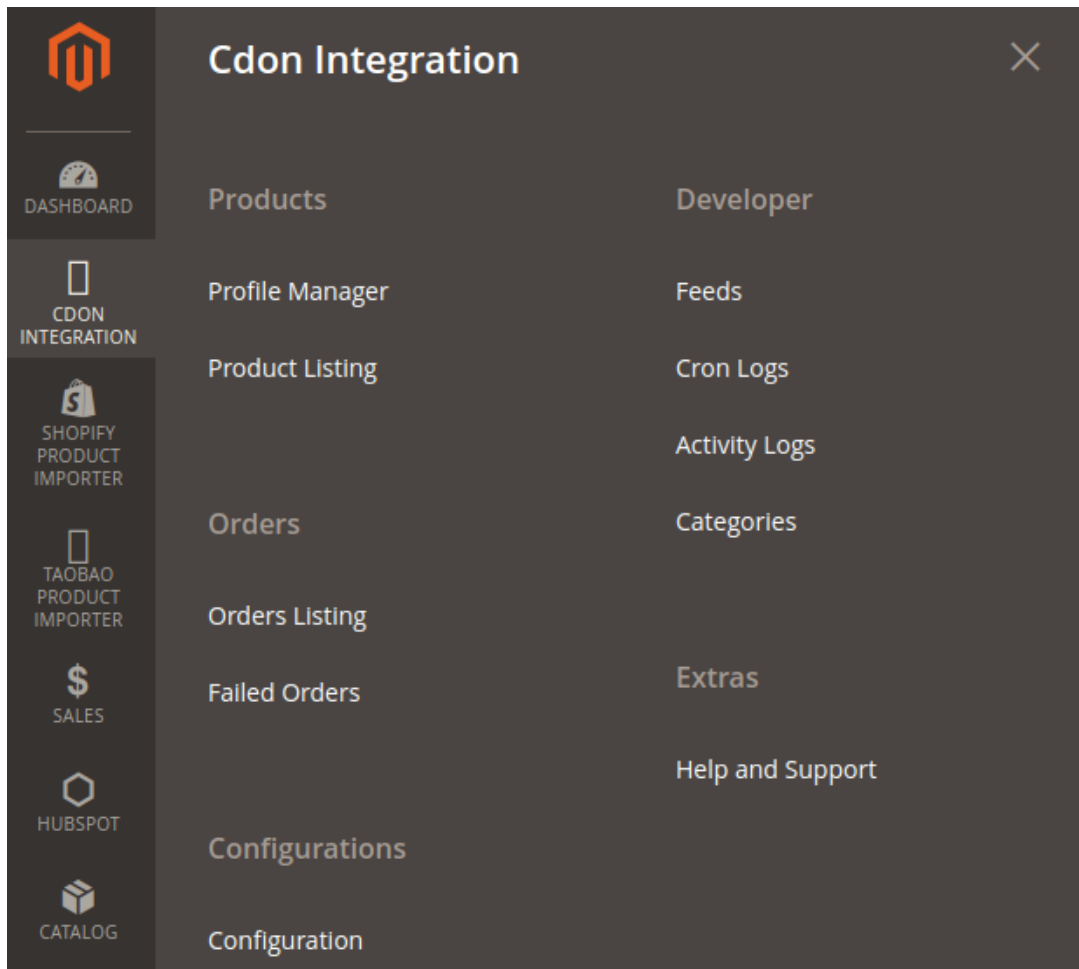 DASHBOARD
CDON
INTEGRATION
SHOPIFY
PRODUCT
IMPORTER
TAOBAO
PRODUCT
IMPORTER
$
SALES
HUBSPOT
CATALOG
Cdon Integration
Products
Profile Manager
Product Listing
Orders
Orders Listing
Failed Orders
Configurations
Configuration
Developer
Feeds
Cron Logs
Activity Logs
Categories
Extras
Help and Support